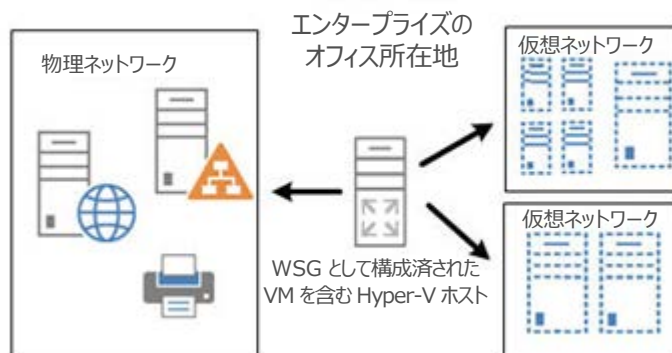 エンタープライズの
オフィス所在地
物理ネットワーク
仮想ネットワーク
WSG として構成済された
VM を含む Hyper-V ホスト
仮想ネットワーク